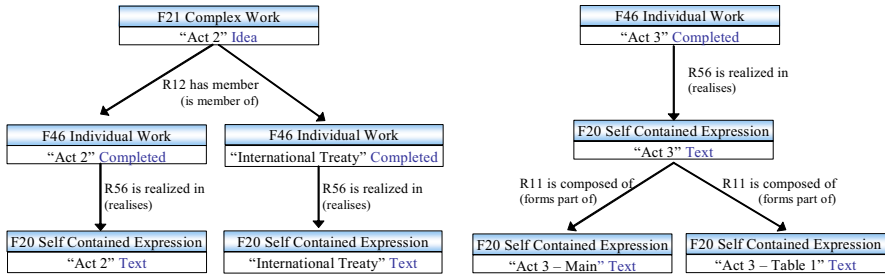 F21 Complex Work
“Act 2” Idea
R12 has member
(is member of)
F46 Individual Work
“Act 2” Completed
F46 Individual Work
“International Treaty” Completed
R56 is realized in
(realises)
R56 is realized in
(realises)
F20 Self Contained Expression
“Act 2” Text
F20 Self Contained Expression
“International Treaty” Text
F46 Individual Work
“Act 3” Completed
R56 is realized in
(realises)
F20 Self Contained Expression
“Act 3” Text
R11 is composed of
(forms part of)
R11 is composed of
(forms part of)
F20 Self Contained Expression
“Act 3 – Main” Text
F20 Self Contained Expression
“Act 3 – Table 1” Text